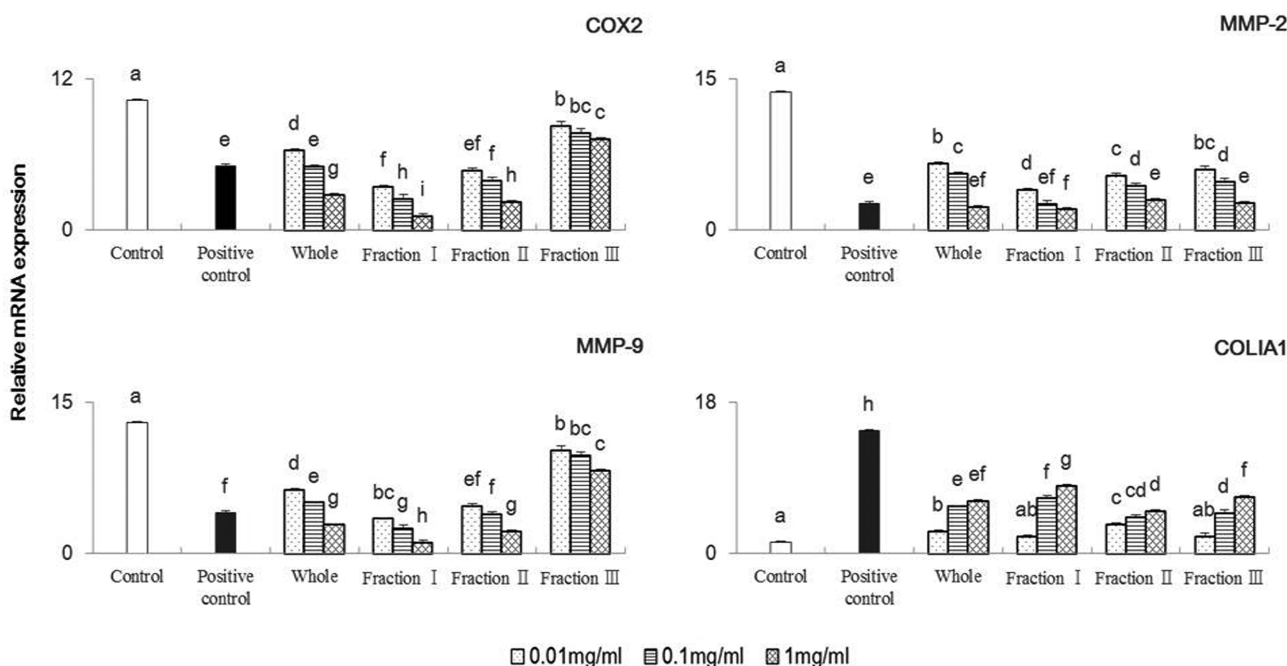 COX2
12
a
e
d
e
g
f
h
i
ef
f
h
b
bc
c
0
Control
Positive
control
Whole
Fraction Ⅰ
Fraction Ⅱ
Fraction Ⅲ
MMP-2
15
a
e
b
c
ef
d
ef
f
c
d
e
bc
d
e
0
Control
Positive
control
Whole
Fraction Ⅰ
Fraction Ⅱ
Fraction Ⅲ
Relative mRNA expression
MMP-9
15
a
f
d
e
g
bc
g
h
ef
f
g
b
bc
c
0
Control
Positive
control
Whole
Fraction Ⅰ
Fraction Ⅱ
Fraction Ⅲ
COLIA1
18
a
h
b
e
ef
ab
f
g
c
cd
d
ab
d
f
0
Control
Positive
control
Whole
Fraction Ⅰ
Fraction Ⅱ
Fraction Ⅲ
0.01mg/ml 0.1mg/ml 1mg/ml